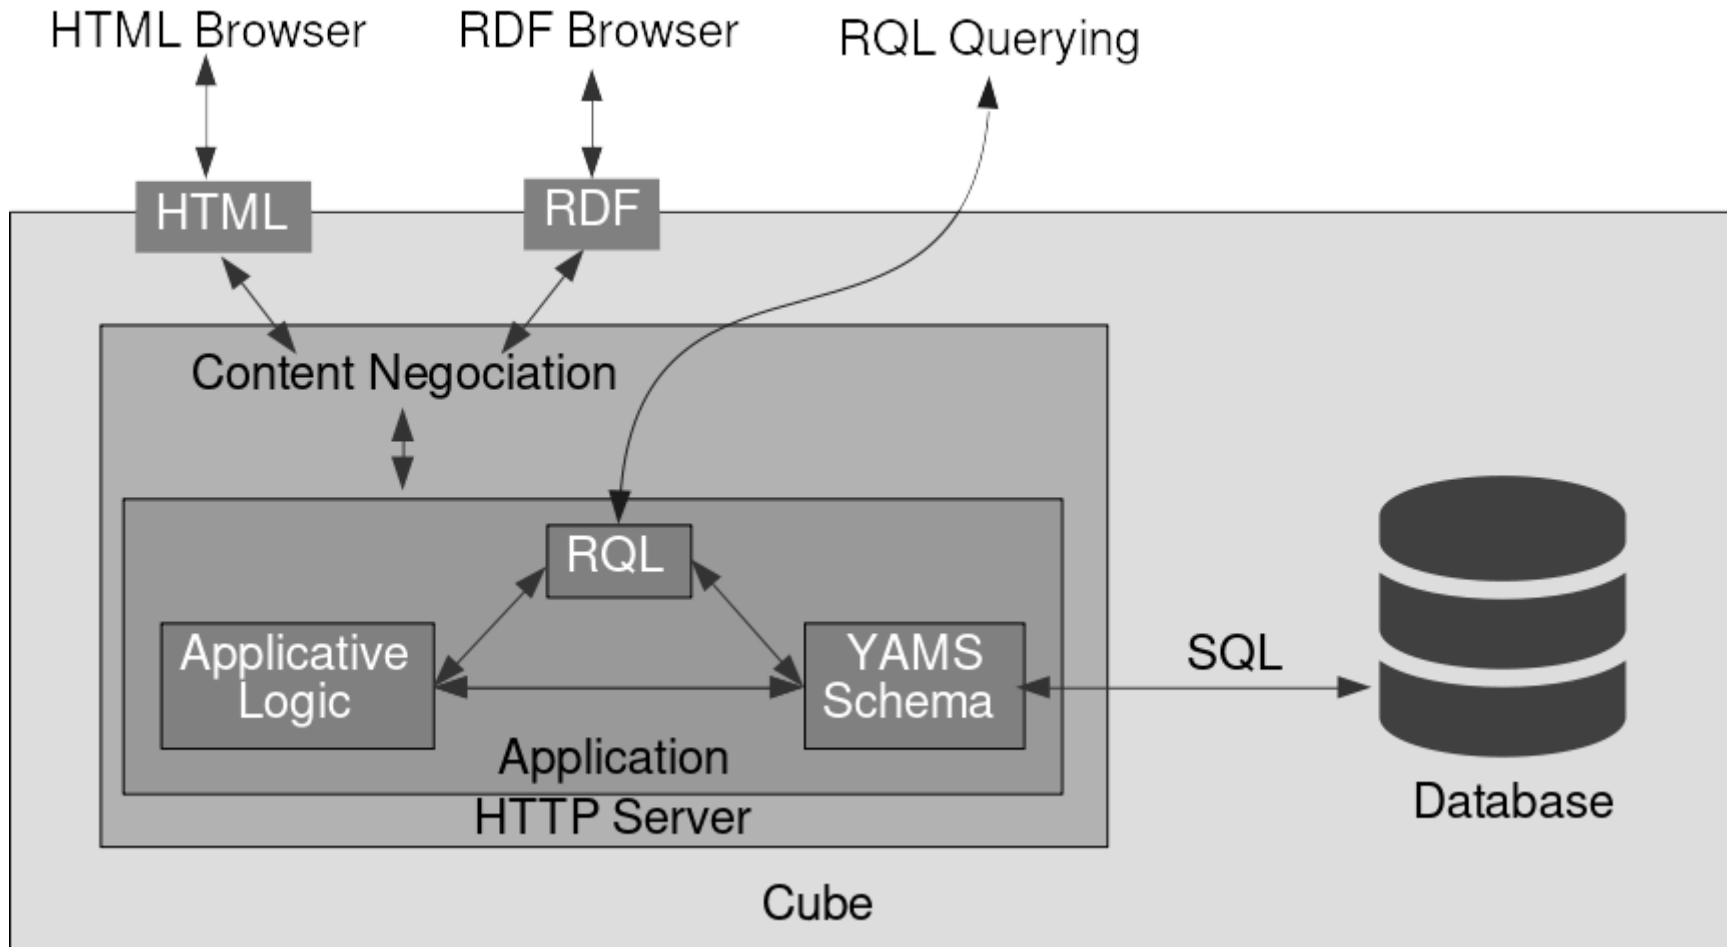 HTML Browser
RDF Browser
RQL Querying
HTML
RDF
Content Negociation
RQL
Applicative
Logic
YAMS
Schema
SQL
Application
HTTP Server
Database
Cube